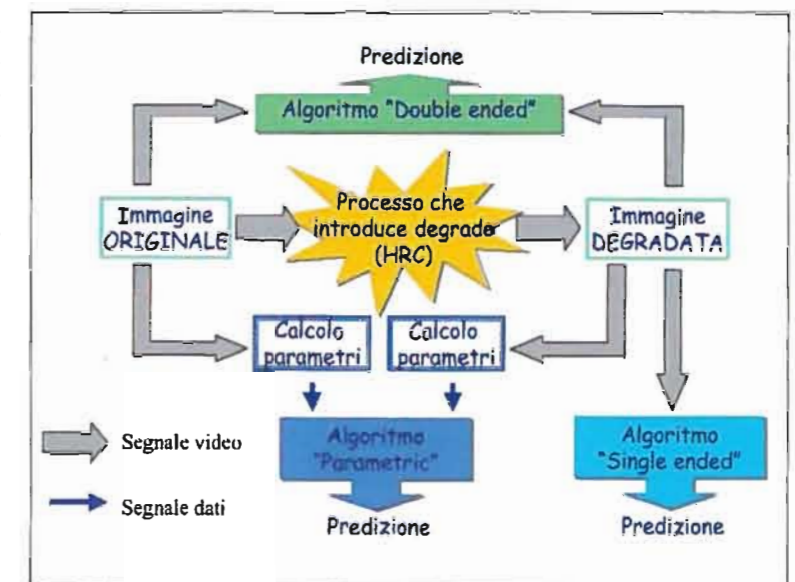 Predizione
Algoritmo "Double ended"
Immagine
ORIGINALE
Processo che
introduce degrado
(HRC)
Immagine
DEGRADATA
Calcolo
parametri
Calcolo
parametri
Segnale video
Segnale dati
Algoritmo
"Parametric"
Predizione
Algoritmo
"Single ended"
Predizione